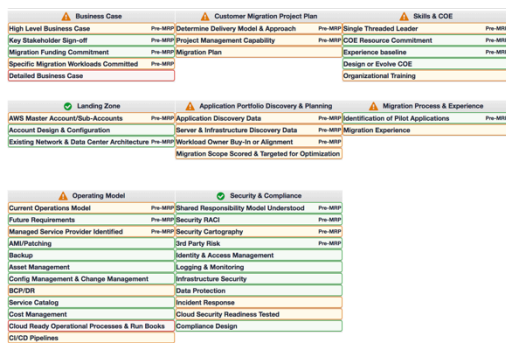 Business Case
High Level Business Case Pre-MRP
Key Stakeholder Sign-off Pre-MRP
Migration Funding Commitment Pre-MRP
Specific Migration Workloads Committed Pre-MRP
Detailed Business Case
Customer Migration Project Plan
Determine Delivery Model & Approach Pre-MRP
Project Management Capability Pre-MRP
Migration Plan
Skills & COE
Single Threaded Leader Pre-MRP
COE Resource Commitment Pre-MRP
Experience baseline Pre-MRP
Design or Evolve COE
Organizational Training
Landing Zone
AWS Master Account/Sub-Accounts Pre-MRP
Account Design & Configuration
Existing Network & Data Center Architecture Pre-MRP
Application Portfolio Discovery & Planning
Application Discovery Data Pre-MRP
Server & Infrastructure Discovery Data Pre-MRP
Workload Owner Buy-In or Alignment Pre-MRP
Migration Scope Scored & Targeted for Optimization
Migration Process & Experience
Identification of Pilot Applications Pre-MRP
Migration Experience
Operating Model
Current Operations Model Pre-MRP
Future Requirements Pre-MRP
Managed Service Provider Identified Pre-MRP
AMI/Patching
Backup
Asset Management
Config Management & Change Management
BCP/DR
Service Catalog
Cost Management
Cloud Ready Operational Processes & Run Books
CI/CD Pipelines
Security & Compliance
Shared Responsibility Model Understood Pre-MRP
Security RACI Pre-MRP
Security Cartography Pre-MRP
3rd Party Risk Pre-MRP
Identity & Access Management
Logging & Monitoring
Infrastructure Security
Data Protection
Incident Response
Cloud Security Readiness Tested
Compliance Design